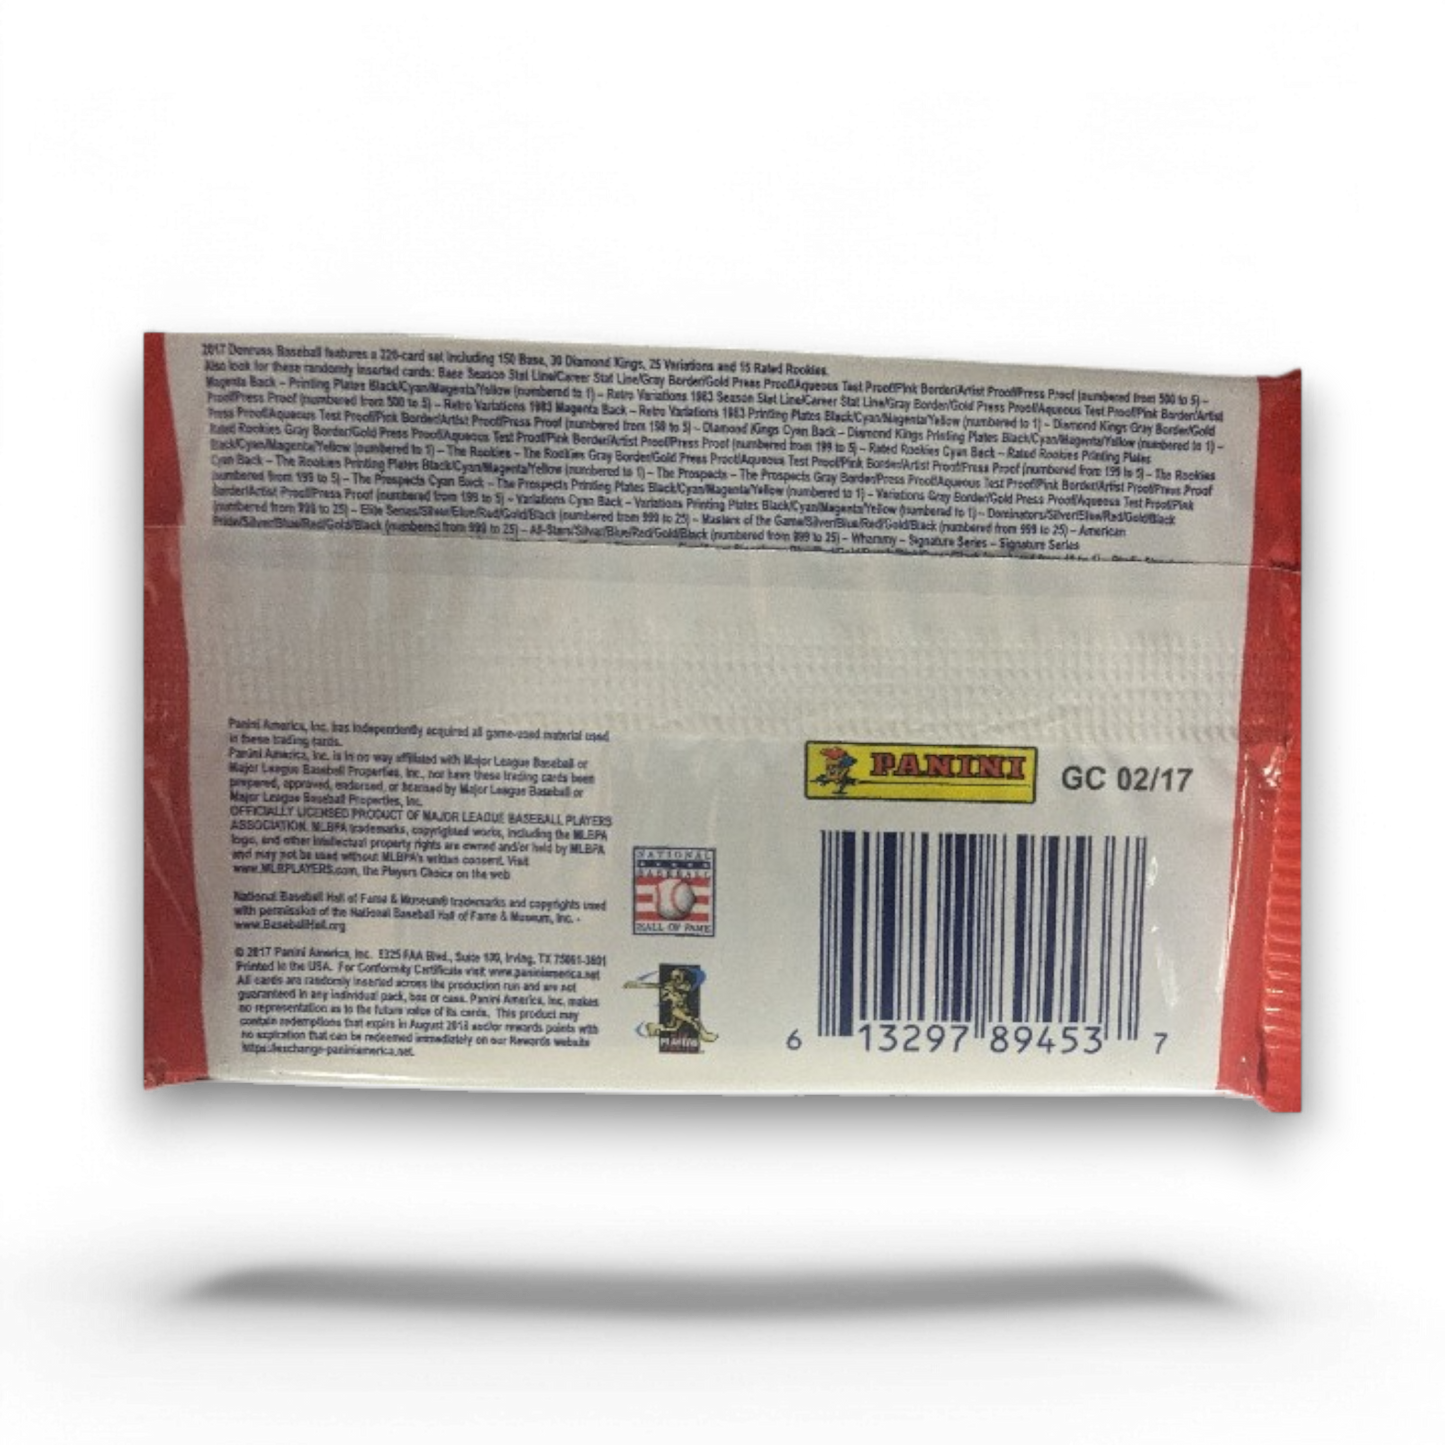 2017 Donruss Baseball features a 220-card set including 150 Base, 30 Diamond Kings, 25 Variations and 15 Rated Rookies.
Also look for these randomly inserted cards: Base Season Stat Line/Career Stat Line/Gray Border/Gold Press Proof/Aqueous Test Proof/Pink Border/Artist Proof/Press Proof (numbered from 500 to 5) –
Magenta Back – Printing Plates Black/Cyan/Magenta/Yellow (numbered to 1) – Retro Variations 1983 Season Stat Line/Career Stat Line/Gray Border/Gold Press Proof/Aqueous Test Proof/Pink Border/Artist
Proof/Press Proof (numbered from 500 to 5) – Retro Variations 1983 Magenta Back – Retro Variations 1983 Printing Plates Black/Cyan/Magenta/Yellow (numbered to 1) – Diamond Kings Gray Border/Gold
Press Proof/Aqueous Test Proof/Pink Border/Artist Proof/Press Proof (numbered from 199 to 5) – Diamond Kings Cyan Back – Diamond Kings Printing Plates Black/Cyan/Magenta/Yellow (numbered to 1) –
Rated Rookies Gray Border/Gold Press Proof/Aqueous Test Proof/Pink Border/Artist Proof/Press Proof (numbered from 199 to 5) – Rated Rookies Cyan Back – Rated Rookies Printing Plates
Black/Cyan/Magenta/Yellow (numbered to 1) – The Rookies – The Rookies Gray Border/Gold Press Proof/Aqueous Test Proof/Pink Border/Artist Proof/Press Proof (numbered from 199 to 5) – The Rookies
Cyan Back – The Rookies Printing Plates Black/Cyan/Magenta/Yellow (numbered to 1) – The Prospects – The Prospects Gray Border/Press Proof/Aqueous Test Proof/Pink Border/Artist Proof/Press Proof
(numbered from 199 to 5) – The Prospects Cyan Back – The Prospects Printing Plates Black/Cyan/Magenta/Yellow (numbered to 1) – Variations Gray Border/Gold Press Proof/Aqueous Test Proof/Pink
Border/Artist Proof/Press Proof (numbered from 199 to 5) – Variations Cyan Back – Variations Printing Plates Black/Cyan/Magenta/Yellow (numbered to 1) – Dominators/Silver/Blue/Red/Gold/Black
(numbered from 999 to 25) – Elite Series/Silver/Blue/Red/Gold/Black (numbered from 999 to 25) – Masters of the Game/Silver/Blue/Red/Gold/Black (numbered from 999 to 25) – American
Pride/Silver/Blue/Red/Gold/Black (numbered from 999 to 25) – All-Stars/Silver/Blue/Red/Gold/Black (numbered from 999 to 25) – Whammy – Signature Series – Signature Series
Panini America, Inc. has independently acquired all game-used material used
in these trading cards.
Panini America, Inc. is in no way affiliated with Major League Baseball or
Major League Baseball Properties, Inc., nor have these trading cards been
prepared, approved, endorsed, or licensed by Major League Baseball or
Major League Baseball Properties, Inc.
OFFICIALLY LICENSED PRODUCT OF MAJOR LEAGUE BASEBALL PLAYERS
ASSOCIATION. MLBPA trademarks, copyrighted works, including the MLBPA
logo, and other intellectual property rights are owned and/or held by MLBPA
and may not be used without MLBPA's written consent. Visit
www.MLBPLAYERS.com, the Players Choice on the web
National Baseball Hall of Fame & Museum® trademarks and copyrights used
with permission of the National Baseball Hall of Fame & Museum, Inc. -
www.BaseballHall.org
© 2017 Panini America, Inc. 5325 FAA Blvd., Suite 100, Irving, TX 75061-3601
Printed in the USA. For Conformity Certificate visit www.paniniamerica.net
All cards are randomly inserted across the production run and are not
guaranteed in any individual pack, box or case. Panini America, Inc. makes
no representation as to the future value of its cards. This product may
contain redemptions that expire in August 2018 and/or rewards points with
no expiration that can be redeemed immediately on our Rewards website
https://exchange-paniniamerica.net.
NATIONAL
BASEBALL
HALL OF FAME
PLAYERS
PANINI
GC 02/17
6 13297 89453 7